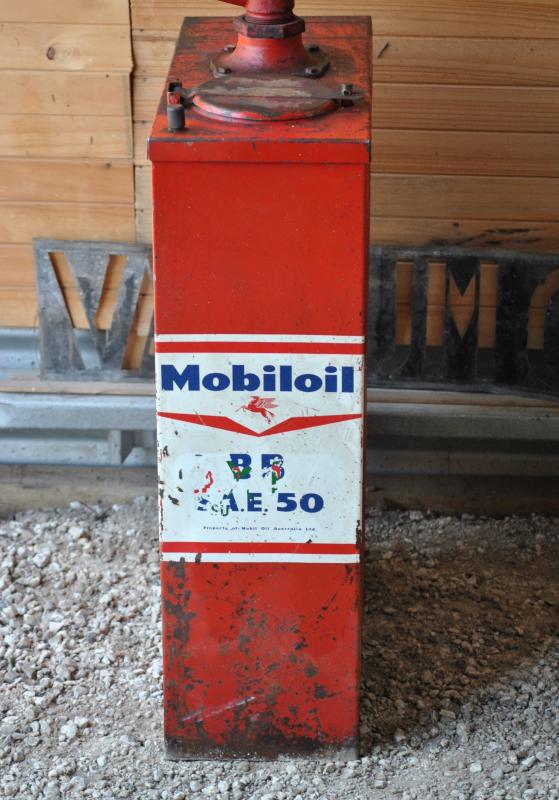 Mobiloil
BB
S.A.E. 50
Property of Mobil Oil Australia Ltd.